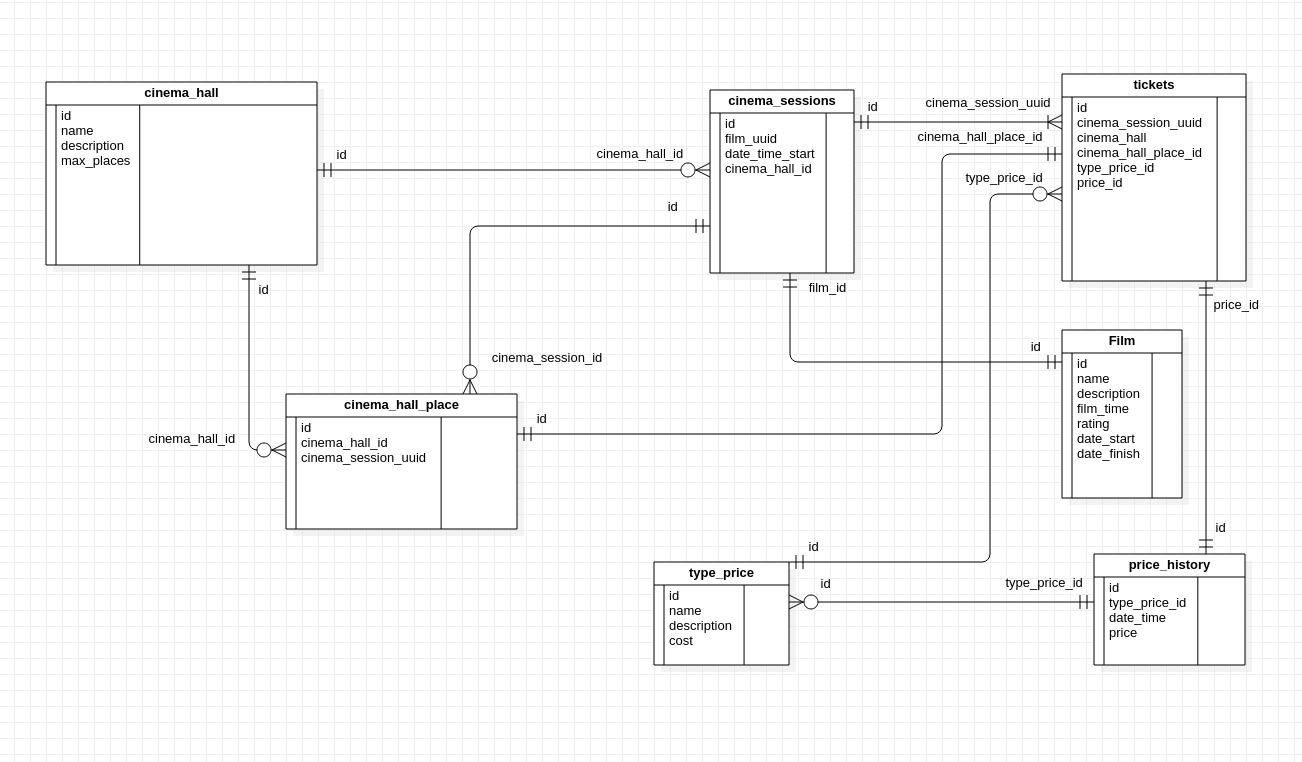 cinema_hall
id
name
description
max_places
id
cinema_hall_id
id
id
cinema_sessions
id
film_uuid
date_time_start
cinema_hall_id
id
cinema_session_uuid
cinema_hall_place_id
type_price_id
tickets
id
cinema_session_uuid
cinema_hall
cinema_hall_place_id
type_price_id
price_id
film_id
price_id
cinema_session_id
cinema_hall_id
cinema_hall_place
id
cinema_hall_id
cinema_session_uuid
id
id
Film
id
name
description
film_time
rating
date_start
date_finish
id
id
type_price
id
name
description
cost
id
type_price_id
price_history
id
type_price_id
date_time
price